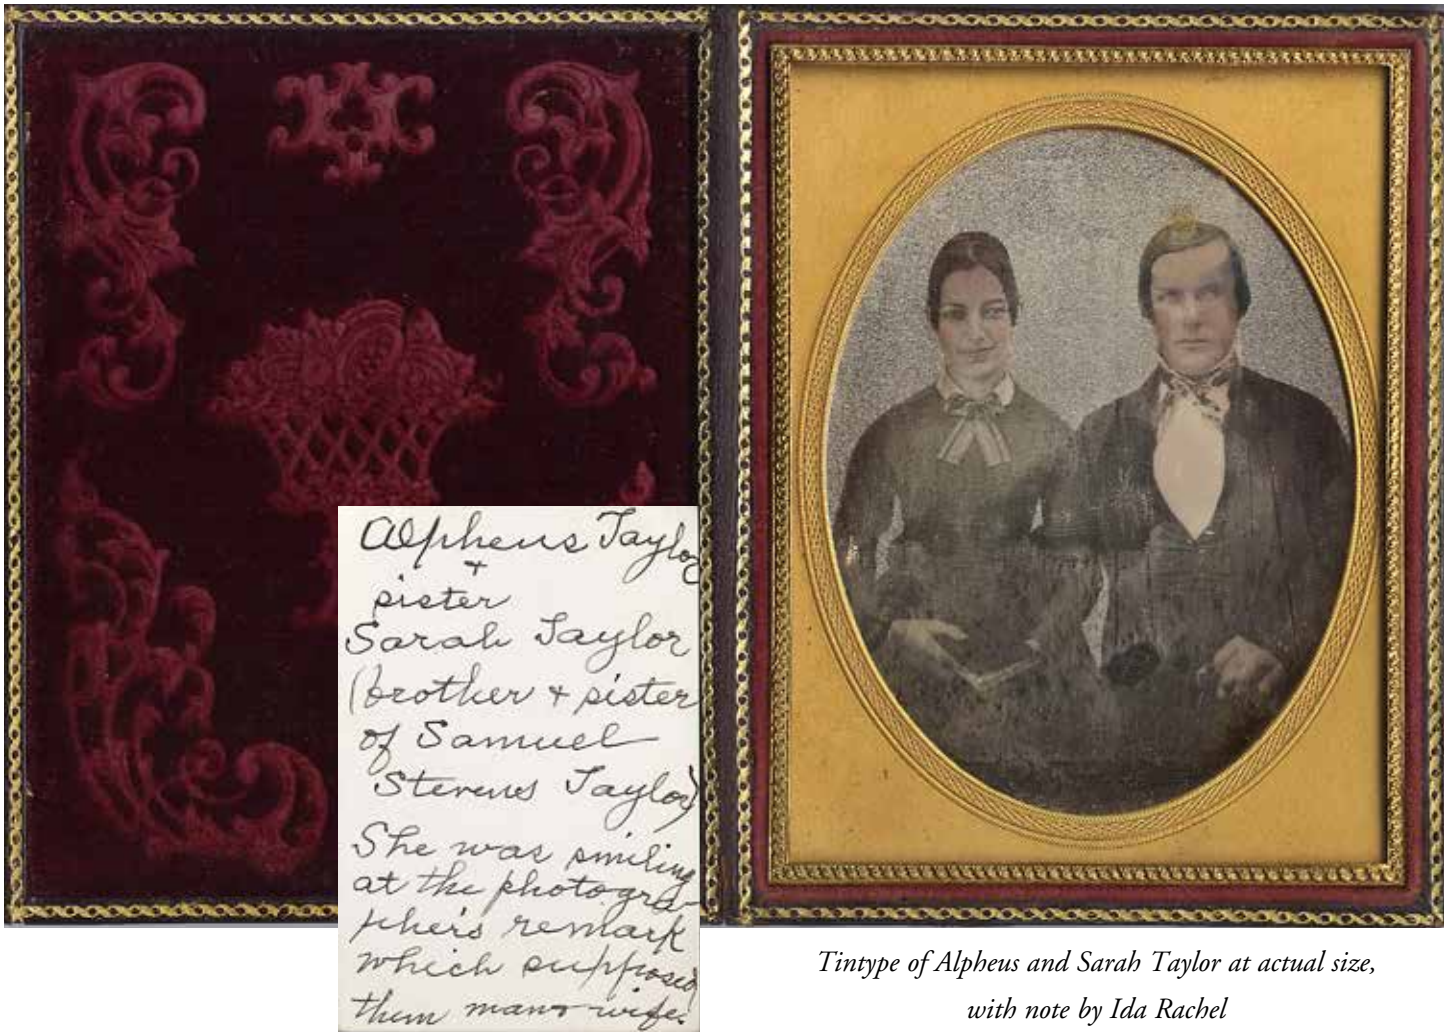 Alpheus Taylor
+
sister
Sarah Taylor
(brother + sister
of Samuel
Stevens Taylor)
She was smiling
at the photogra-
pher's remark
which supposed
them man + wife.
Tintype of Alpheus and Sarah Taylor at actual size,
with note by Ida Rachel